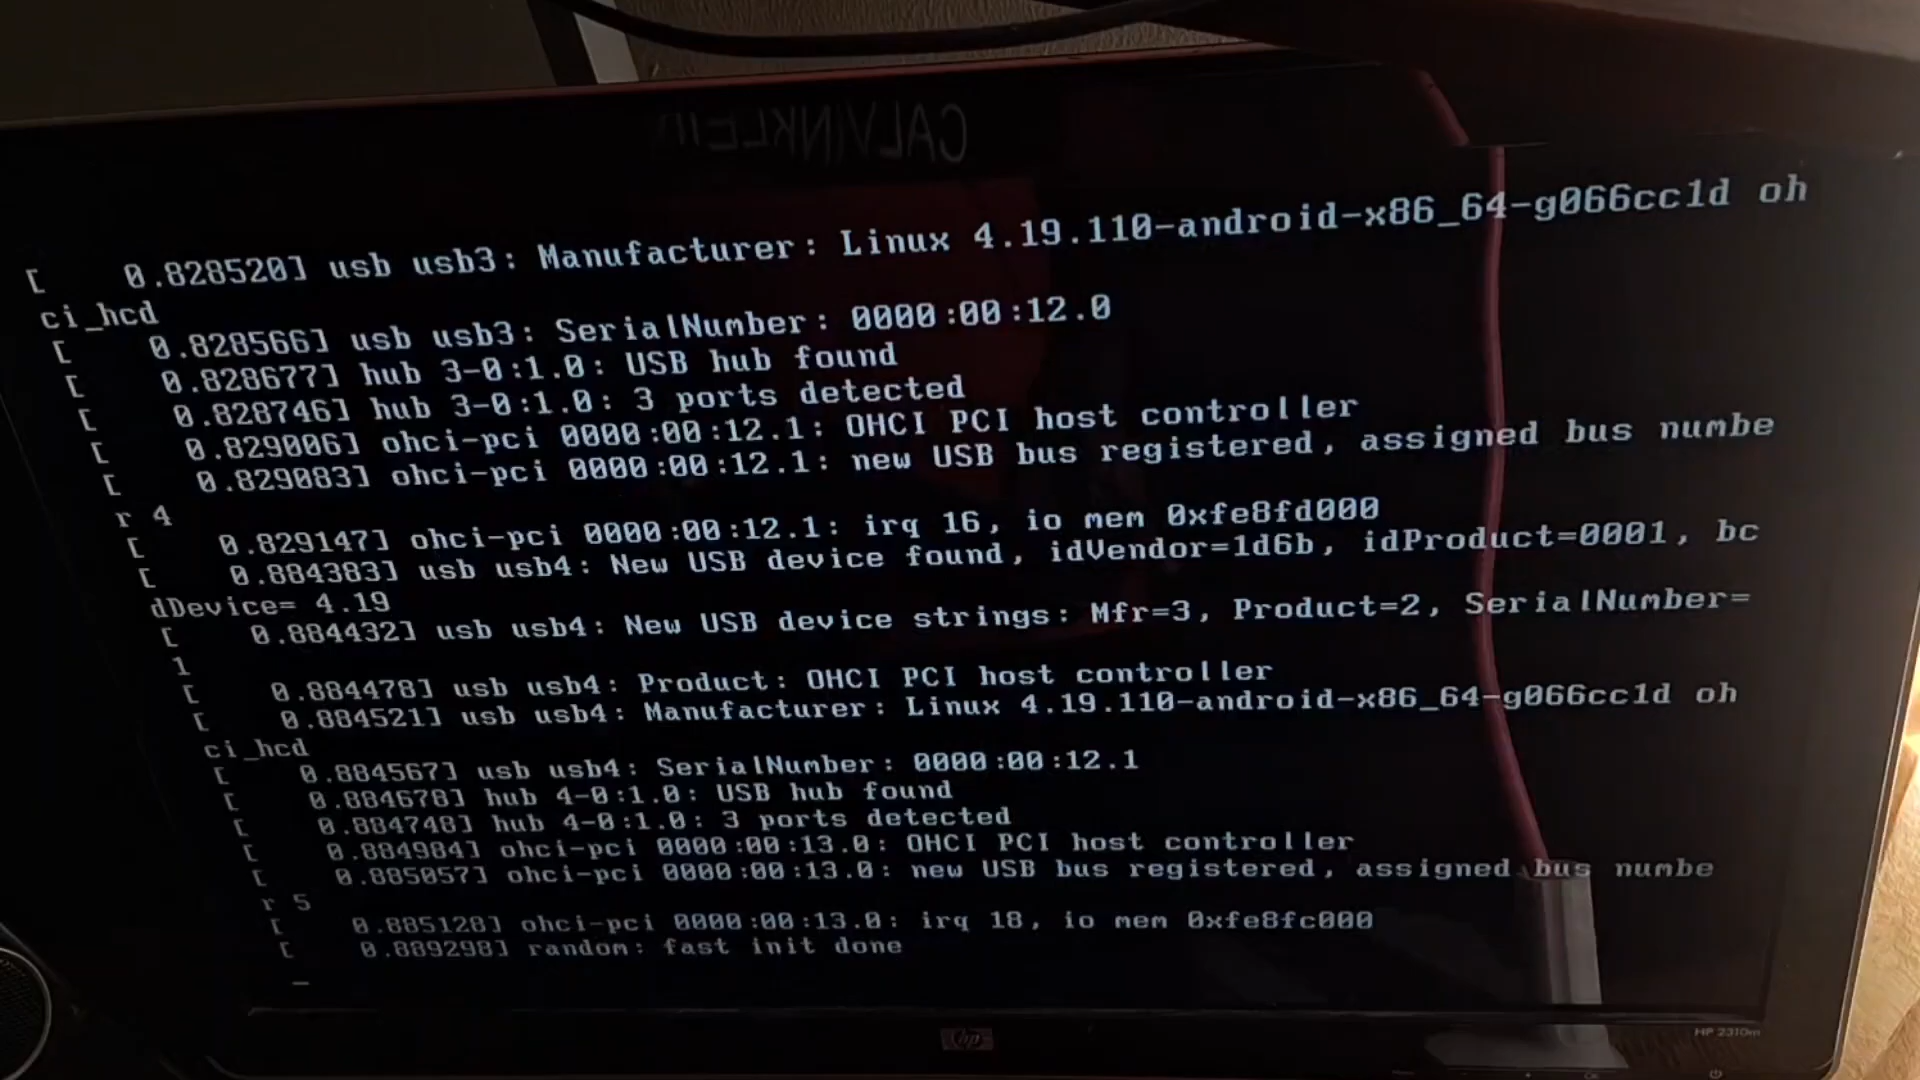 CALVINKLEIN
[    0.828520] usb usb3: Manufacturer: Linux 4.19.110-android-x86_64-g066cc1d oh
ci_hcd
[    0.828566] usb usb3: SerialNumber: 0000:00:12.0
[    0.828677] hub 3-0:1.0: USB hub found
[    0.828746] hub 3-0:1.0: 3 ports detected
[    0.829006] ohci-pci 0000:00:12.1: OHCI PCI host controller
[    0.829083] ohci-pci 0000:00:12.1: new USB bus registered, assigned bus numbe
r 4
[    0.829147] ohci-pci 0000:00:12.1: irq 16, io mem 0xfe8fd000
[    0.884383] usb usb4: New USB device found, idVendor=1d6b, idProduct=0001, bc
dDevice= 4.19
[    0.884432] usb usb4: New USB device strings: Mfr=3, Product=2, SerialNumber=
1
[    0.884478] usb usb4: Product: OHCI PCI host controller
[    0.884521] usb usb4: Manufacturer: Linux 4.19.110-android-x86_64-g066cc1d oh
ci_hcd
[    0.884567] usb usb4: SerialNumber: 0000:00:12.1
[    0.884678] hub 4-0:1.0: USB hub found
[    0.884748] hub 4-0:1.0: 3 ports detected
[    0.884984] ohci-pci 0000:00:13.0: OHCI PCI host controller
[    0.885057] ohci-pci 0000:00:13.0: new USB bus registered, assigned bus numbe
r 5
[    0.885128] ohci-pci 0000:00:13.0: irq 18, io mem 0xfe8fc000
[    0.889298] random: fast init done
_
hp
HP 2310m